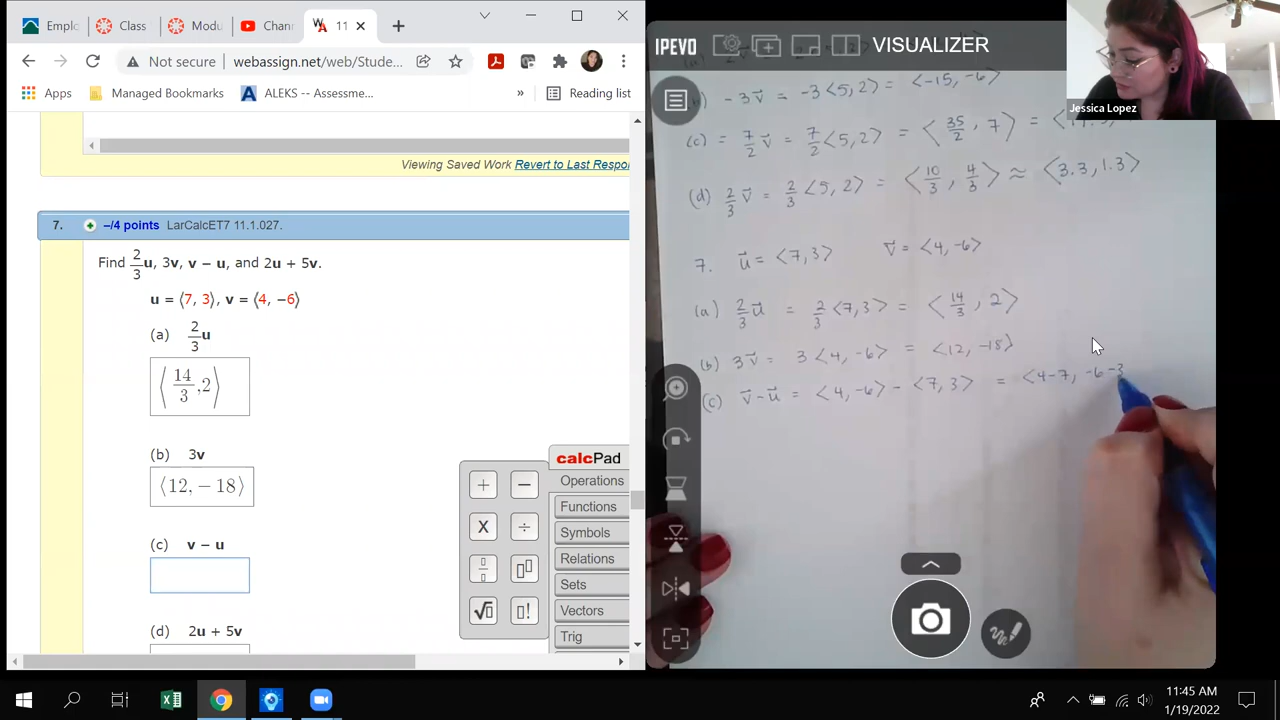 Emplo
Class
Modu
Chan
11
Not secure
webassign.net/web/Stude...
Apps
Managed Bookmarks
ALEKS — Assessme...
»
Reading list
Viewing Saved Work Revert to Last Respo
7.
–/4 points
LarCalcET7 11.1.027.
Find 2/3 u, 3v, v − u, and 2u + 5v.
u = ⟨7, 3⟩, v = ⟨4, −6⟩
(a) 2/3 u
⟨14/3, 2⟩
(b) 3v
⟨12, −18⟩
(c) v − u
(d) 2u + 5v
calcPad
Operations
Functions
Symbols
Relations
Sets
Vectors
Trig
+ −
X ÷
√ !
IPEVO
VISUALIZER
Jessica Lopez
) -3v⃗ = -3⟨5,2⟩ = ⟨-15, -6⟩
(c) = 7/2 v⃗ = 7/2 ⟨5,2⟩ = ⟨35/2, 7⟩ =
(d) 2/3 v⃗ = 2/3 ⟨5, 2⟩ = ⟨10/3, 4/3⟩ ≈ ⟨3.3, 1.3⟩
7. u⃗ = ⟨7,3⟩ v⃗ = ⟨4, -6⟩
(a) 2/3 u⃗ = 2/3 ⟨7,3⟩ = ⟨14/3, 2⟩
(b) 3v⃗ = 3⟨4, -6⟩ = ⟨12, -18⟩
(c) v⃗ - u⃗ = ⟨4, -6⟩ - ⟨7, 3⟩ = ⟨4-7, -6-3
11:45 AM
1/19/2022